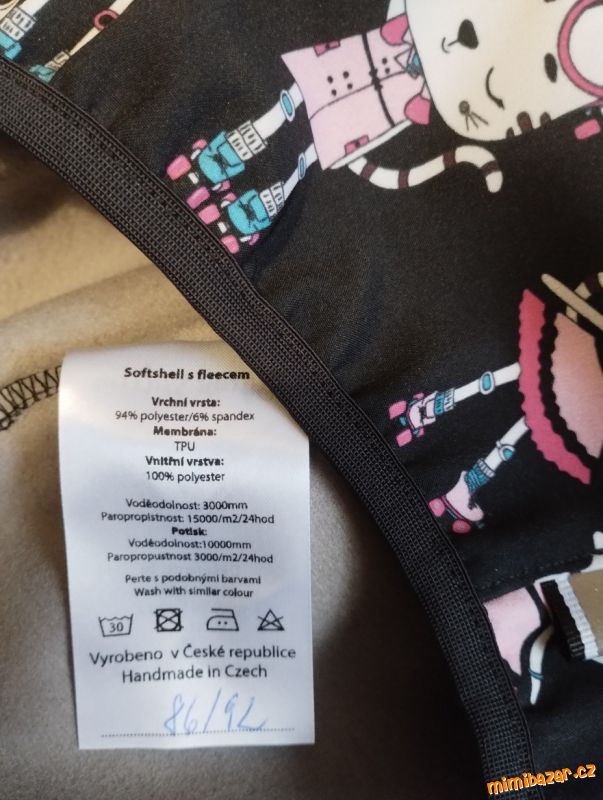 Softshell s fleecem
Vrchní vrsta:
94% polyester/6% spandex
Membrána:
TPU
Vnitřní vrstva:
100% polyester
Voděodolnost: 3000mm
Paropropistnost: 15000/m2/24hod
Potisk:
Voděodolnost:10000mm
Paropropustnost 3000/m2/24hod
Perte s podobnými barvami
Wash with similar colour
30
Vyrobeno v České republice
Handmade in Czech
86/92
mimibazar.cz